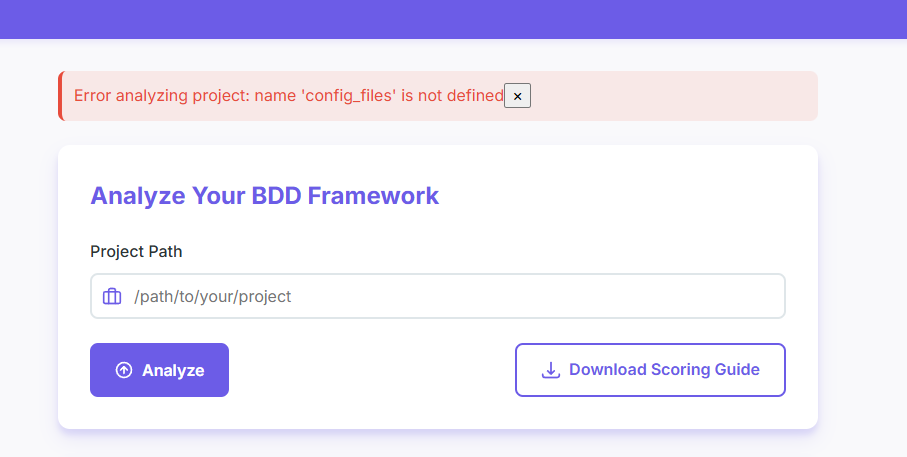 Error analyzing project: name 'config_files' is not defined ×
Analyze Your BDD Framework
Project Path
/path/to/your/project
Analyze
Download Scoring Guide